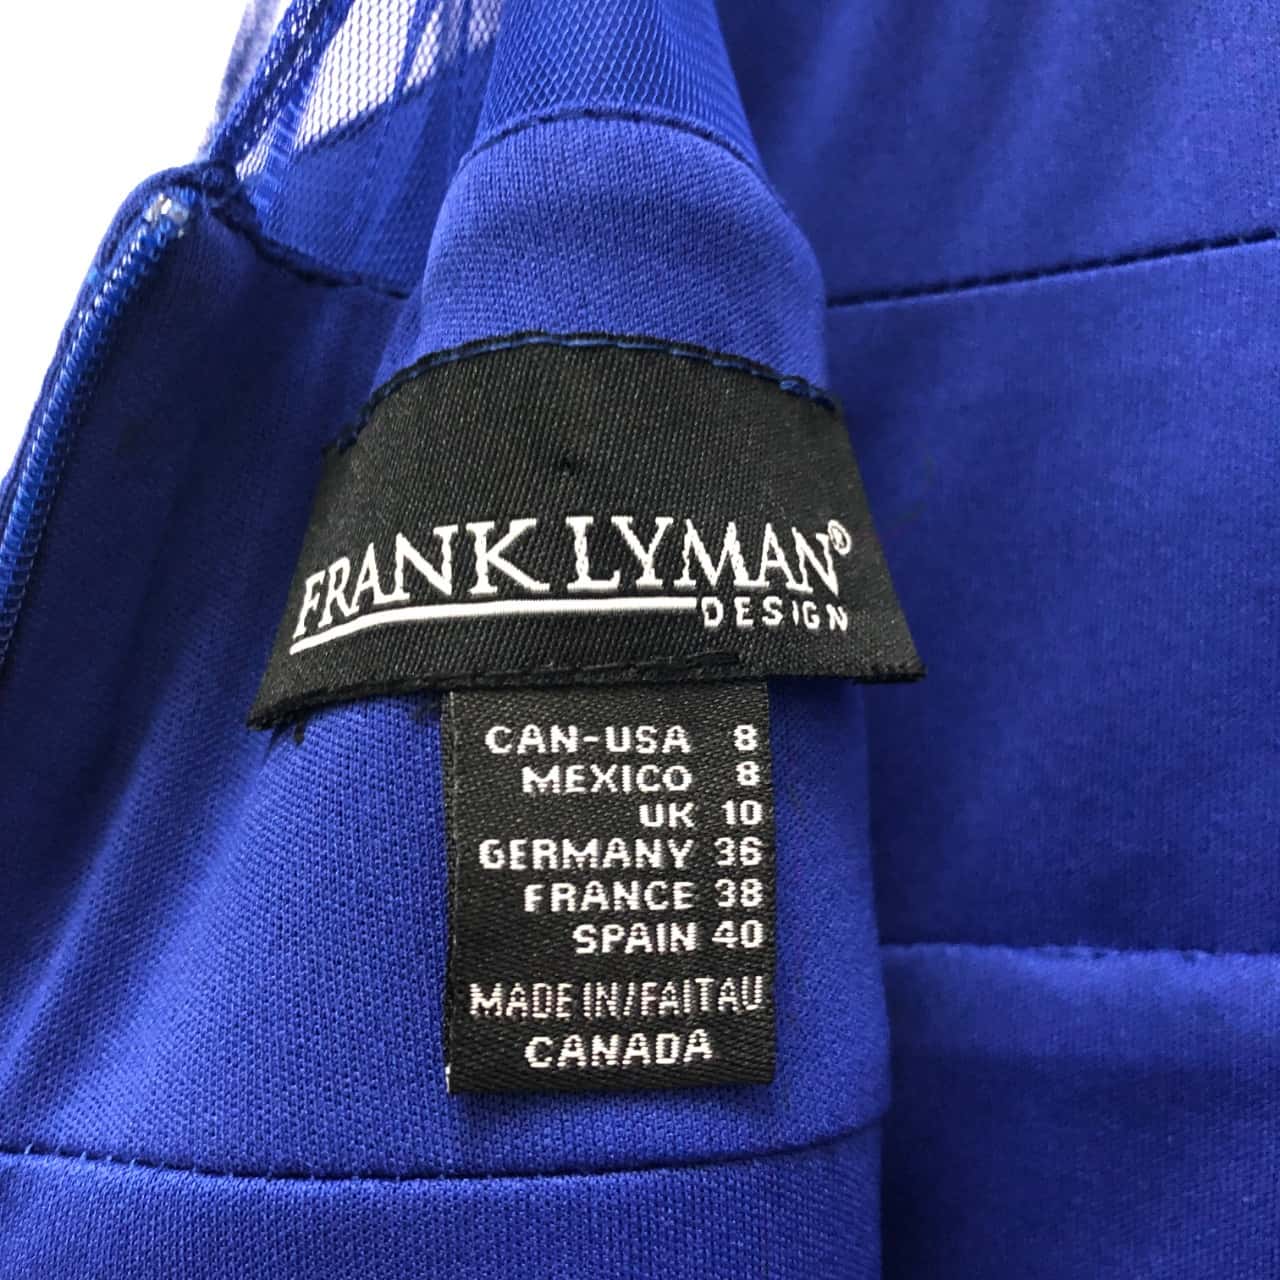 FRANK LYMAN®
DESIGN
CAN-USA 8
MEXICO 8
UK 10
GERMANY 36
FRANCE 38
SPAIN 40
MADE IN/FAIT AU
CANADA